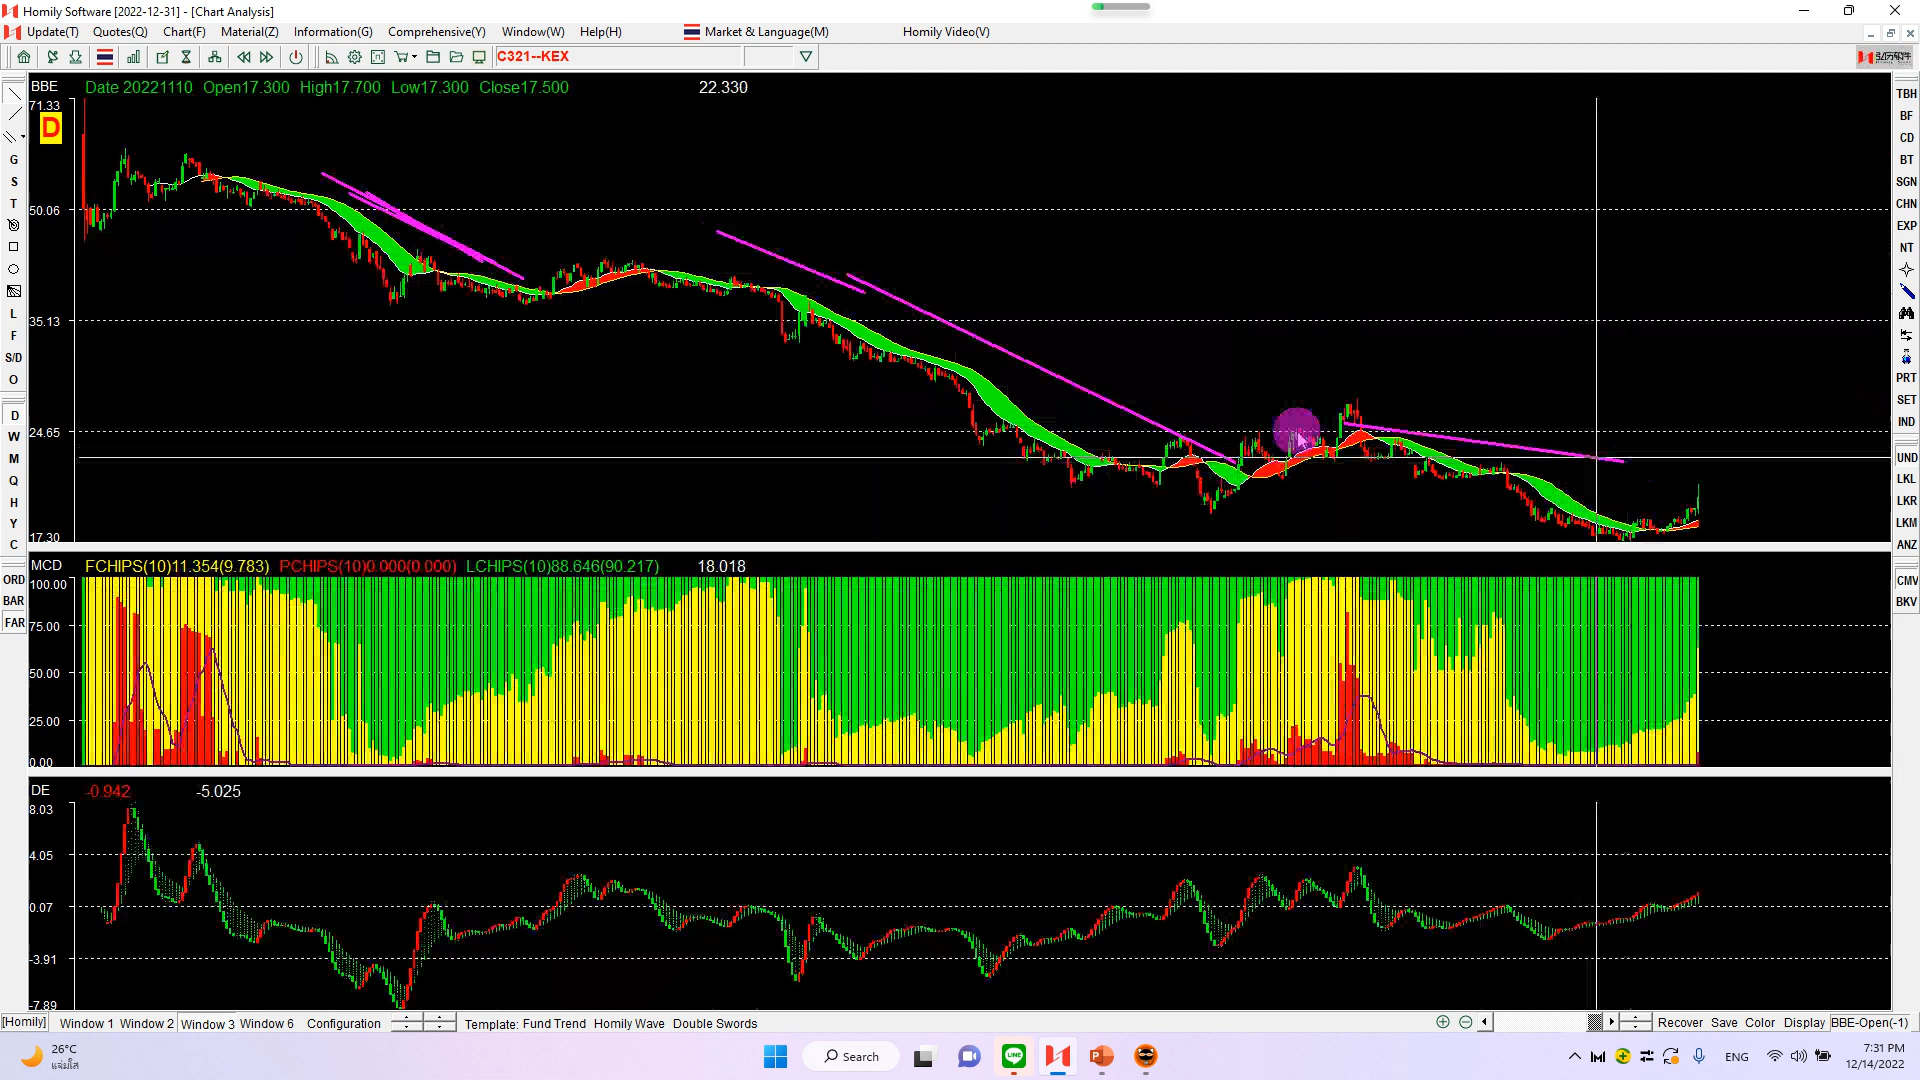 Homily Software [2022-12-31] - [Chart Analysis]
Update(T) Quotes(Q) Chart(F) Material(Z) Information(G) Comprehensive(Y) Window(W) Help(H) Market & Language(M) Homily Video(V)
C321--KEX
BBE Date 20221110 Open17.300 High17.700 Low17.300 Close17.500 22.330
71.33
D
50.06
35.13
24.65
17.30
MCD FCHIPS(10)11.354(9.783) PCHIPS(10)0.000(0.000) LCHIPS(10)88.646(90.217) 18.018
100.00
75.00
50.00
25.00
0.00
DE -0.942 -5.025
8.03
4.05
0.07
-3.91
-7.89
G
S
T
L
F
S/D
O
D
W
M
Q
H
Y
C
ORD
BAR
FAR
TBH
BF
CD
BT
SGN
CHN
EXP
NT
PRT
SET
IND
UND
LKL
LKR
LKM
ANZ
CMV
BKV
[Homily] Window 1 Window 2 Window 3 Window 6 Configuration Template: Fund Trend Homily Wave Double Swords Recover Save Color Display BBE-Open(-1)
26°C
แจ่มใส
Search
LINE
ENG
7:31 PM
12/14/2022